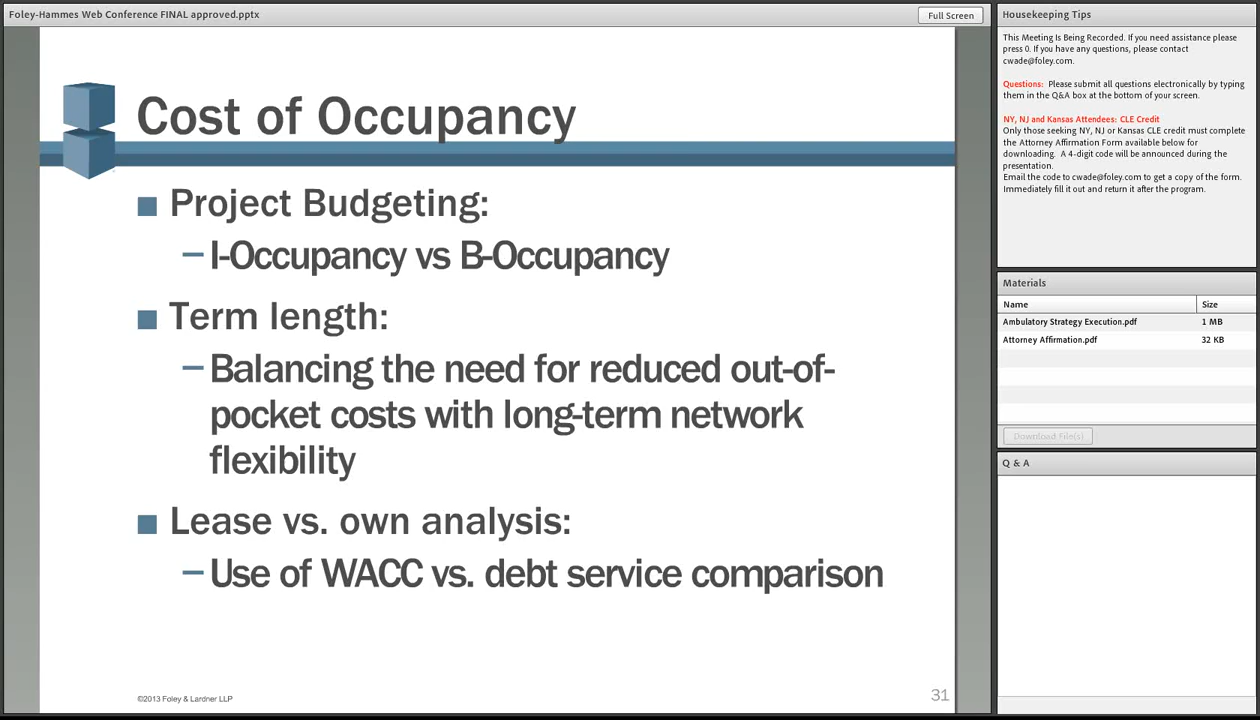 Foley-Hammes Web Conference FINAL approved.pptx
Full Screen
Cost of Occupancy
Project Budgeting:
– I-Occupancy vs B-Occupancy
Term length:
– Balancing the need for reduced out-of-
pocket costs with long-term network
flexibility
Lease vs. own analysis:
– Use of WACC vs. debt service comparison
©2013 Foley & Lardner LLP
31
Housekeeping Tips
This Meeting Is Being Recorded. If you need assistance please
press 0. If you have any questions, please contact
cwade@foley.com.
Questions: Please submit all questions electronically by typing
them in the Q&A box at the bottom of your screen.
NY, NJ and Kansas Attendees: CLE Credit
Only those seeking NY, NJ or Kansas CLE credit must complete
the Attorney Affirmation Form available below for
downloading. A 4-digit code will be announced during the
presentation.
Email the code to cwade@foley.com to get a copy of the form.
Immediately fill it out and return it after the program.
Materials
Name Size
Ambulatory Strategy Execution.pdf 1 MB
Attorney Affirmation.pdf 32 KB
Download File(s)
Q & A